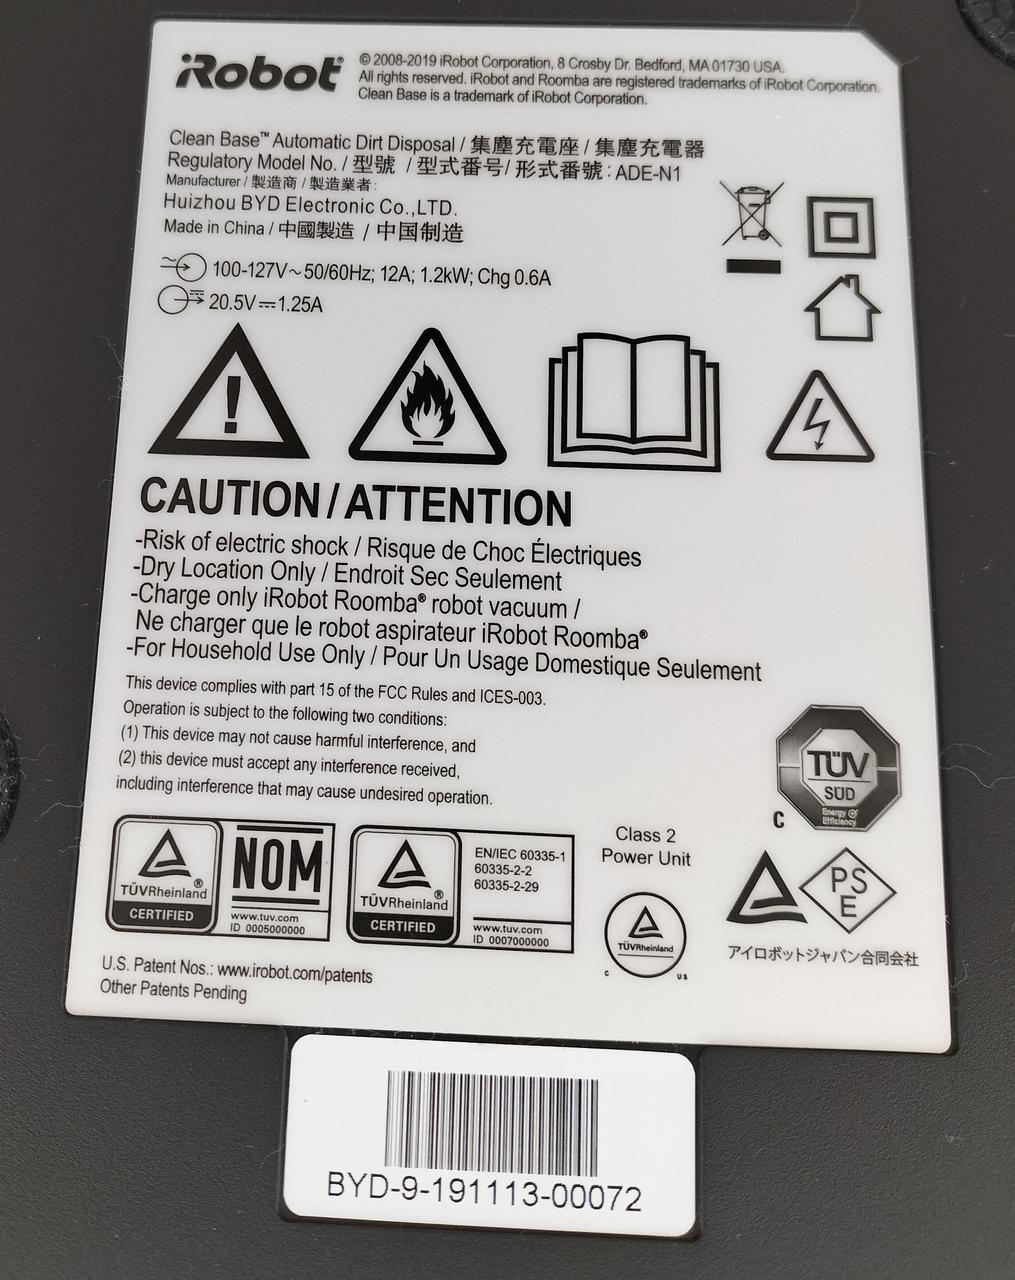 iRobot®
© 2008-2019 iRobot Corporation, 8 Crosby Dr. Bedford, MA 01730 USA.
All rights reserved. iRobot and Roomba are registered trademarks of iRobot Corporation.
Clean Base is a trademark of iRobot Corporation.
Clean Base™ Automatic Dirt Disposal / 集塵充電座 / 集塵充電器
Regulatory Model No. / 型號 / 型式番号/ 形式番號 : ADE-N1
Manufacturer / 製造商 / 製造業者:
Huizhou BYD Electronic Co.,LTD.
Made in China / 中國製造 / 中国制造
100-127V~50/60Hz; 12A; 1.2kW; Chg 0.6A
20.5V⎓1.25A
CAUTION / ATTENTION
-Risk of electric shock / Risque de Choc Électriques
-Dry Location Only / Endroit Sec Seulement
-Charge only iRobot Roomba® robot vacuum /
Ne charger que le robot aspirateur iRobot Roomba®
-For Household Use Only / Pour Un Usage Domestique Seulement
This device complies with part 15 of the FCC Rules and ICES-003.
Operation is subject to the following two conditions:
(1) This device may not cause harmful interference, and
(2) this device must accept any interference received,
including interference that may cause undesired operation.
TÜV
SÜD
Energy
Efficiency
C
TÜVRheinland®
CERTIFIED
NOM
www.tuv.com
ID 0005000000
TÜVRheinland®
CERTIFIED
EN/IEC 60335-1
60335-2-2
60335-2-29
www.tuv.com
ID 0007000000
Class 2
Power Unit
TÜVRheinland
C US
PS
E
アイロボットジャパン合同会社
U.S. Patent Nos.: www.irobot.com/patents
Other Patents Pending
BYD-9-191113-00072